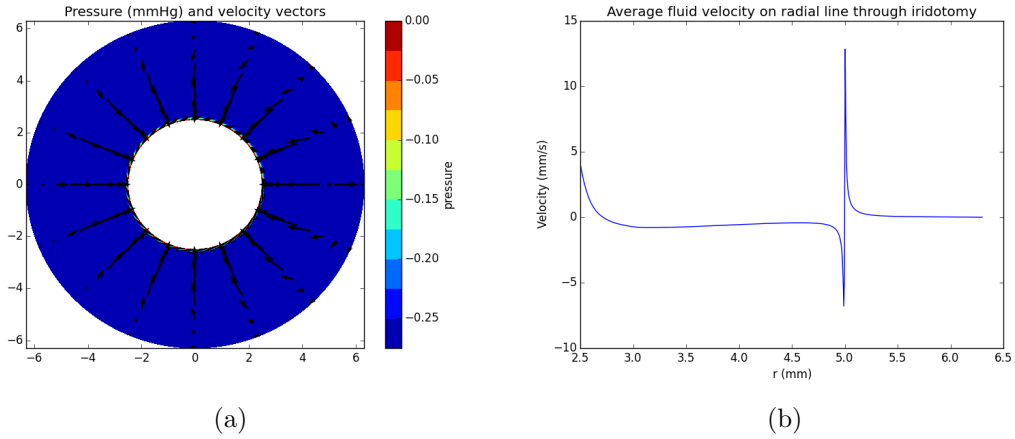 Pressure (mmHg) and velocity vectors
6
4
2
0
−2
−4
−6
−6 −4 −2 0 2 4 6
0.00
−0.05
−0.10
−0.15
−0.20
−0.25
pressure
(a)
Average fluid velocity on radial line through iridotomy
15
10
5
0
−5
−10
Velocity (mm/s)
2.5 3.0 3.5 4.0 4.5 5.0 5.5 6.0 6.5
r (mm)
(b)